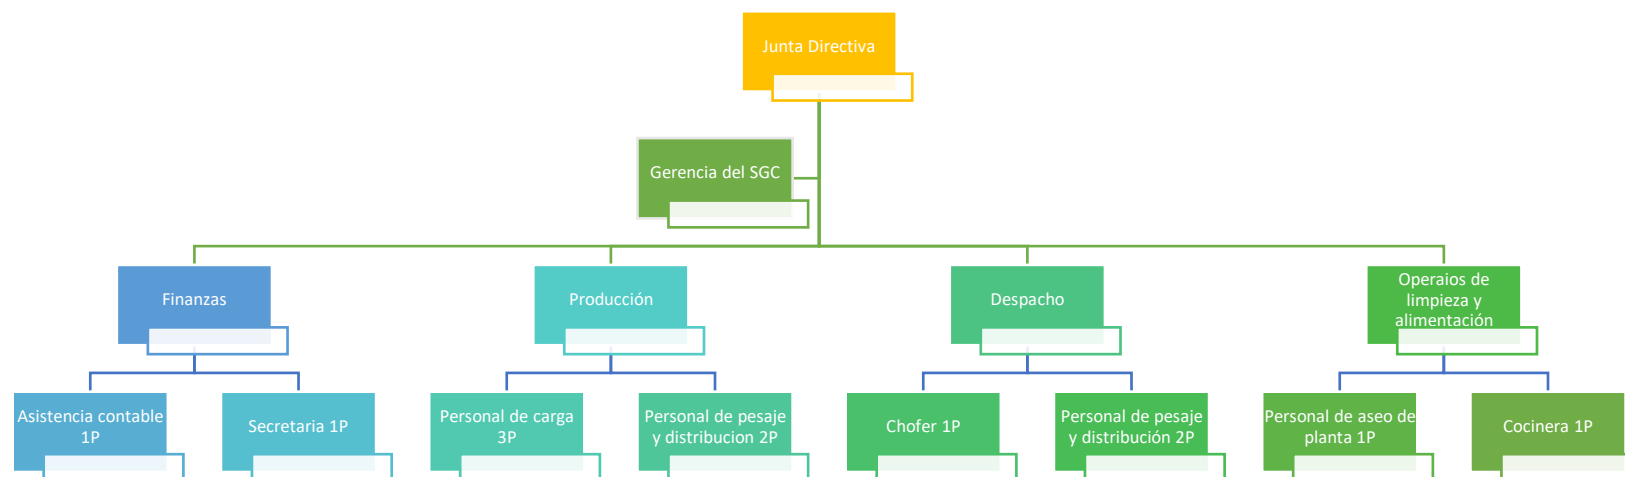 Junta Directiva
Gerencia del SGC
Finanzas
Producción
Despacho
Operaios de
limpieza y
alimentación
Asistencia contable
1P
Secretaria 1P
Personal de carga
3P
Personal de pesaje
y distribucion 2P
Chofer 1P
Personal de pesaje
y distribución 2P
Personal de aseo de
planta 1P
Cocinera 1P